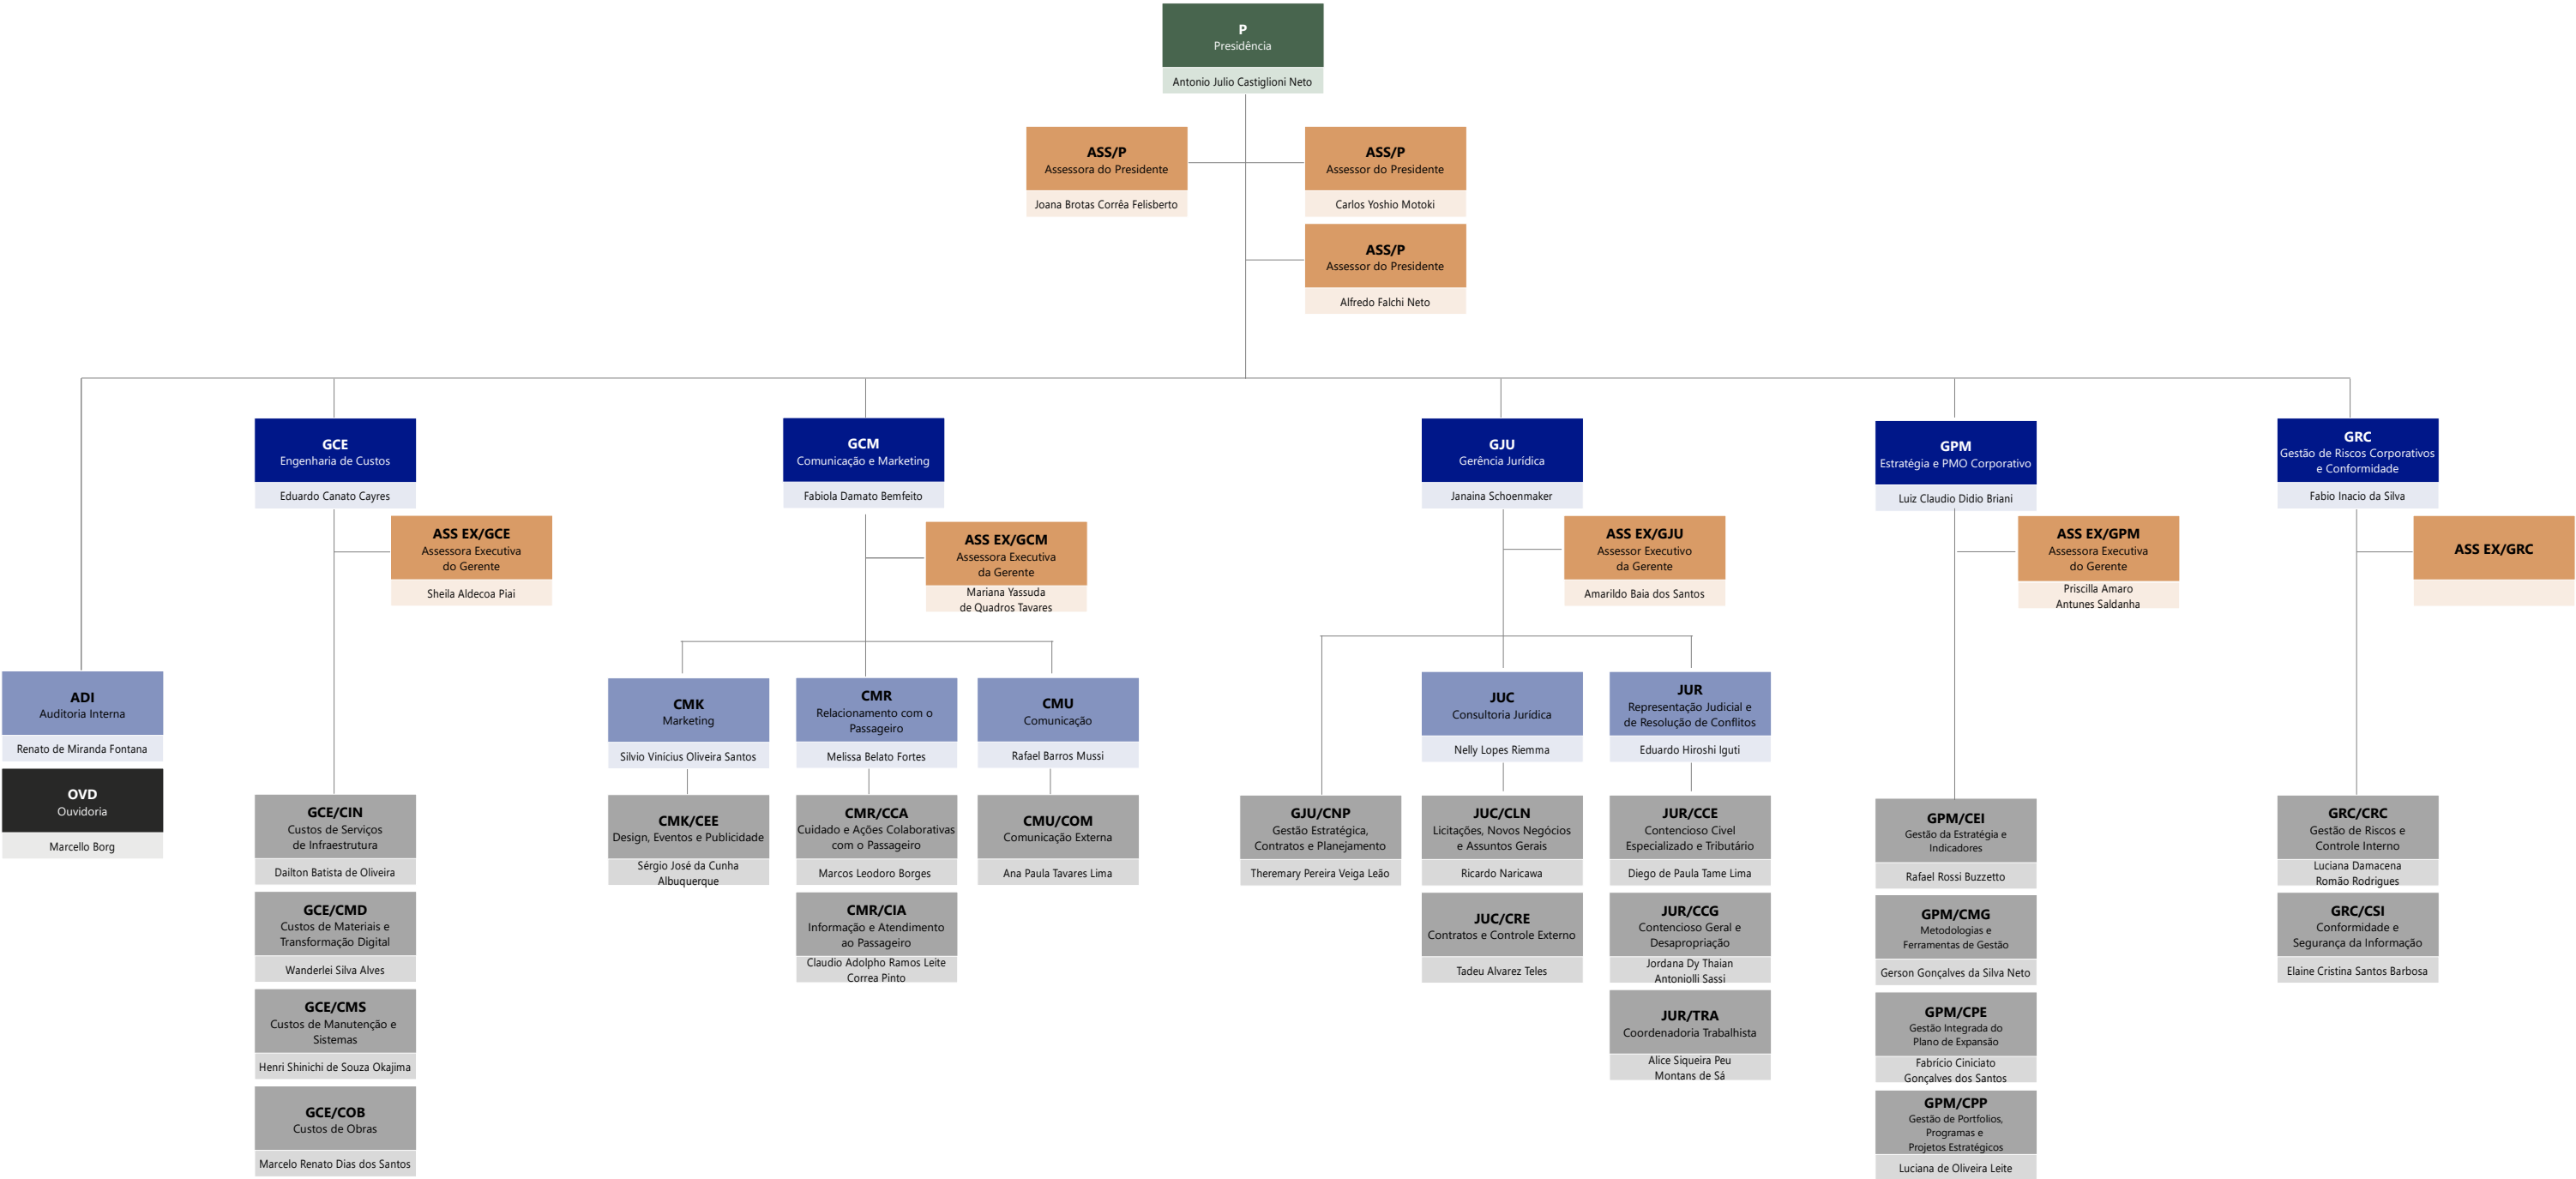 P
Presidência
Antonio Julio Castiglioni Neto
ASS/P
Assessora do Presidente
Joana Brotas Corrêa Felisberto
ASS/P
Assessor do Presidente
Carlos Yoshio Motoki
ASS/P
Assessor do Presidente
Alfredo Falchi Neto
ADI
Auditoria Interna
Renato de Miranda Fontana
OVD
Ouvidoria
Marcello Borg
GCE
Engenharia de Custos
Eduardo Canato Cayres
ASS EX/GCE
Assessora Executiva
do Gerente
Sheila Aldecoa Piai
GCE/CIN
Custos de Serviços
de Infraestrutura
Dailton Batista de Oliveira
GCE/CMD
Custos de Materiais e
Transformação Digital
Wanderlei Silva Alves
GCE/CMS
Custos de Manutenção e
Sistemas
Henri Shinichi de Souza Okajima
GCE/COB
Custos de Obras
Marcelo Renato Dias dos Santos
GCM
Comunicação e Marketing
Fabiola Damato Bemfeito
ASS EX/GCM
Assessora Executiva
da Gerente
Mariana Yassuda
de Quadros Tavares
CMK
Marketing
Silvio Vinícius Oliveira Santos
CMK/CEE
Design, Eventos e Publicidade
Sérgio José da Cunha
Albuquerque
CMR
Relacionamento com o
Passageiro
Melissa Belato Fortes
CMR/CCA
Cuidado e Ações Colaborativas
com o Passageiro
Marcos Leodoro Borges
CMR/CIA
Informação e Atendimento
ao Passageiro
Claudio Adolpho Ramos Leite
Correa Pinto
CMU
Comunicação
Rafael Barros Mussi
CMU/COM
Comunicação Externa
Ana Paula Tavares Lima
GJU
Gerência Jurídica
Janaina Schoenmaker
ASS EX/GJU
Assessor Executivo
da Gerente
Amarildo Baia dos Santos
GJU/CNP
Gestão Estratégica,
Contratos e Planejamento
Theremary Pereira Veiga Leão
JUC
Consultoria Jurídica
Nelly Lopes Riemma
JUC/CLN
Licitações, Novos Negócios
e Assuntos Gerais
Ricardo Naricawa
JUC/CRE
Contratos e Controle Externo
Tadeu Alvarez Teles
JUR
Representação Judicial e
de Resolução de Conflitos
Eduardo Hiroshi Iguti
JUR/CCE
Contencioso Civel
Especializado e Tributário
Diego de Paula Tame Lima
JUR/CCG
Contencioso Geral e
Desapropriação
Jordana Dy Thaian
Antoniolli Sassi
JUR/TRA
Coordenadoria Trabalhista
Alice Siqueira Peu
Montans de Sá
GPM
Estratégia e PMO Corporativo
Luiz Claudio Didio Briani
ASS EX/GPM
Assessora Executiva
do Gerente
Priscilla Amaro
Antunes Saldanha
GPM/CEI
Gestão da Estratégia e
Indicadores
Rafael Rossi Buzzetto
GPM/CMG
Metodologias e
Ferramentas de Gestão
Gerson Gonçalves da Silva Neto
GPM/CPE
Gestão Integrada do
Plano de Expansão
Fabrício Ciniciato
Gonçalves dos Santos
GPM/CPP
Gestão de Portfolios,
Programas e
Projetos Estratégicos
Luciana de Oliveira Leite
GRC
Gestão de Riscos Corporativos
e Conformidade
Fabio Inacio da Silva
ASS EX/GRC
GRC/CRC
Gestão de Riscos e
Controle Interno
Luciana Damacena
Romão Rodrigues
GRC/CSI
Conformidade e
Segurança da Informação
Elaine Cristina Santos Barbosa